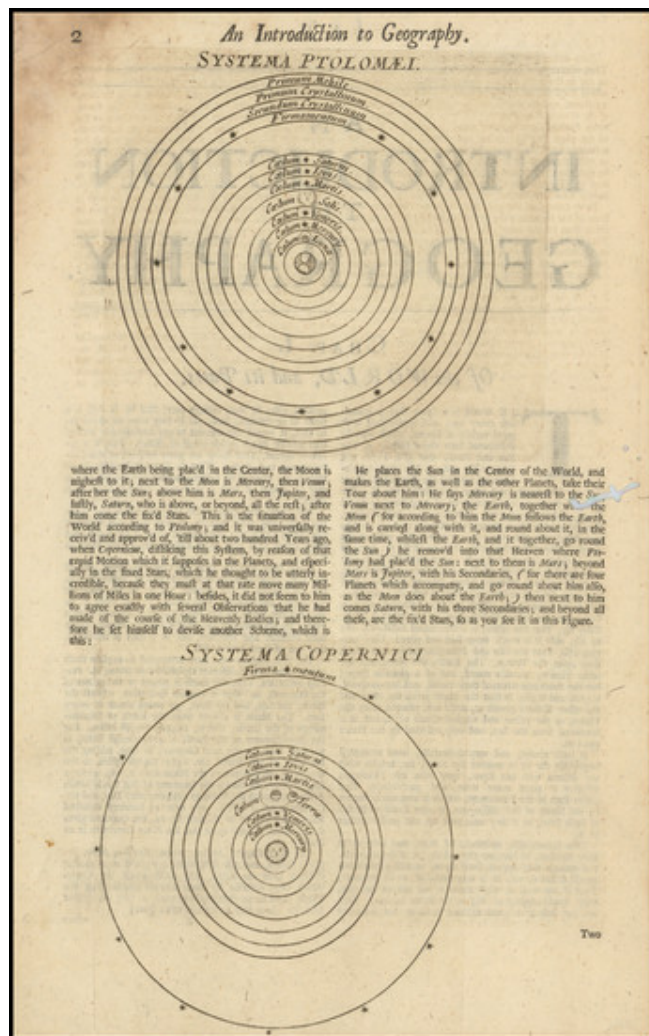 2
An Introduction to Geography.
SYSTEMA PTOLOMÆI.
Primum Mobile
Primum Crystallinum
Secundum Crystallinum
Firmamentum
Cœlum Saturni
Cœlum Iovis
Cœlum Martis
Cœlum Solis
Cœlum Veneris
Cœlum Mercury
Cœlum Lunæ
where the Earth being plac'd in the Center, the Moon is
nighest to it; next to the Moon is Mercury, then Venus;
after her the Sun; above him is Mars, then Jupiter, and
lastly, Saturn, who is above, or beyond, all the rest; after
him come the fix'd Stars. This is the situation of the
World according to Ptolomy; and it was universally re-
ceiv'd and approv'd of, 'till about two hundred Years ago,
when Copernicus, disliking this System, by reason of that
rapid Motion which it supposes in the Planets, and especi-
ally in the fixed Stars, which he thought to be utterly in-
credible, because they must at that rate move many Mil-
lions of Miles in one Hour: besides, it did not seem to him
to agree exactly with several Observations that he had
made of the course of the Heavenly Bodies; and there-
fore he set himself to devise another Scheme, which is
this:
He places the Sun in the Center of the World, and
makes the Earth, as well as the other Planets, take their
Tour about him: He says Mercury is nearest to the Sun
Venus next to Mercury; the Earth, together with the
Moon (for according to him the Moon follows the Earth,
and is carried along with it, and round about it, in the
same time, whilest the Earth, and it together, go round
the Sun) he remov'd into that Heaven where Pto-
lomy had plac'd the Sun: next to them is Mars; beyond
Mars is Jupiter, with his Secundaries, (for there are four
Planets which accompany, and go round about him also,
as the Moon does about the Earth;) then next to him
comes Saturn, with his three Secundaries; and beyond all
these, are the fix'd Stars, so as you see it in this Figure.
SYSTEMA COPERNICI
Firmamentum
Cœlum Saturni
Cœlum Iovis
Cœlum Martis
Cœlum Terræ
Cœlum Veneris
Cœlum Mercury
Two